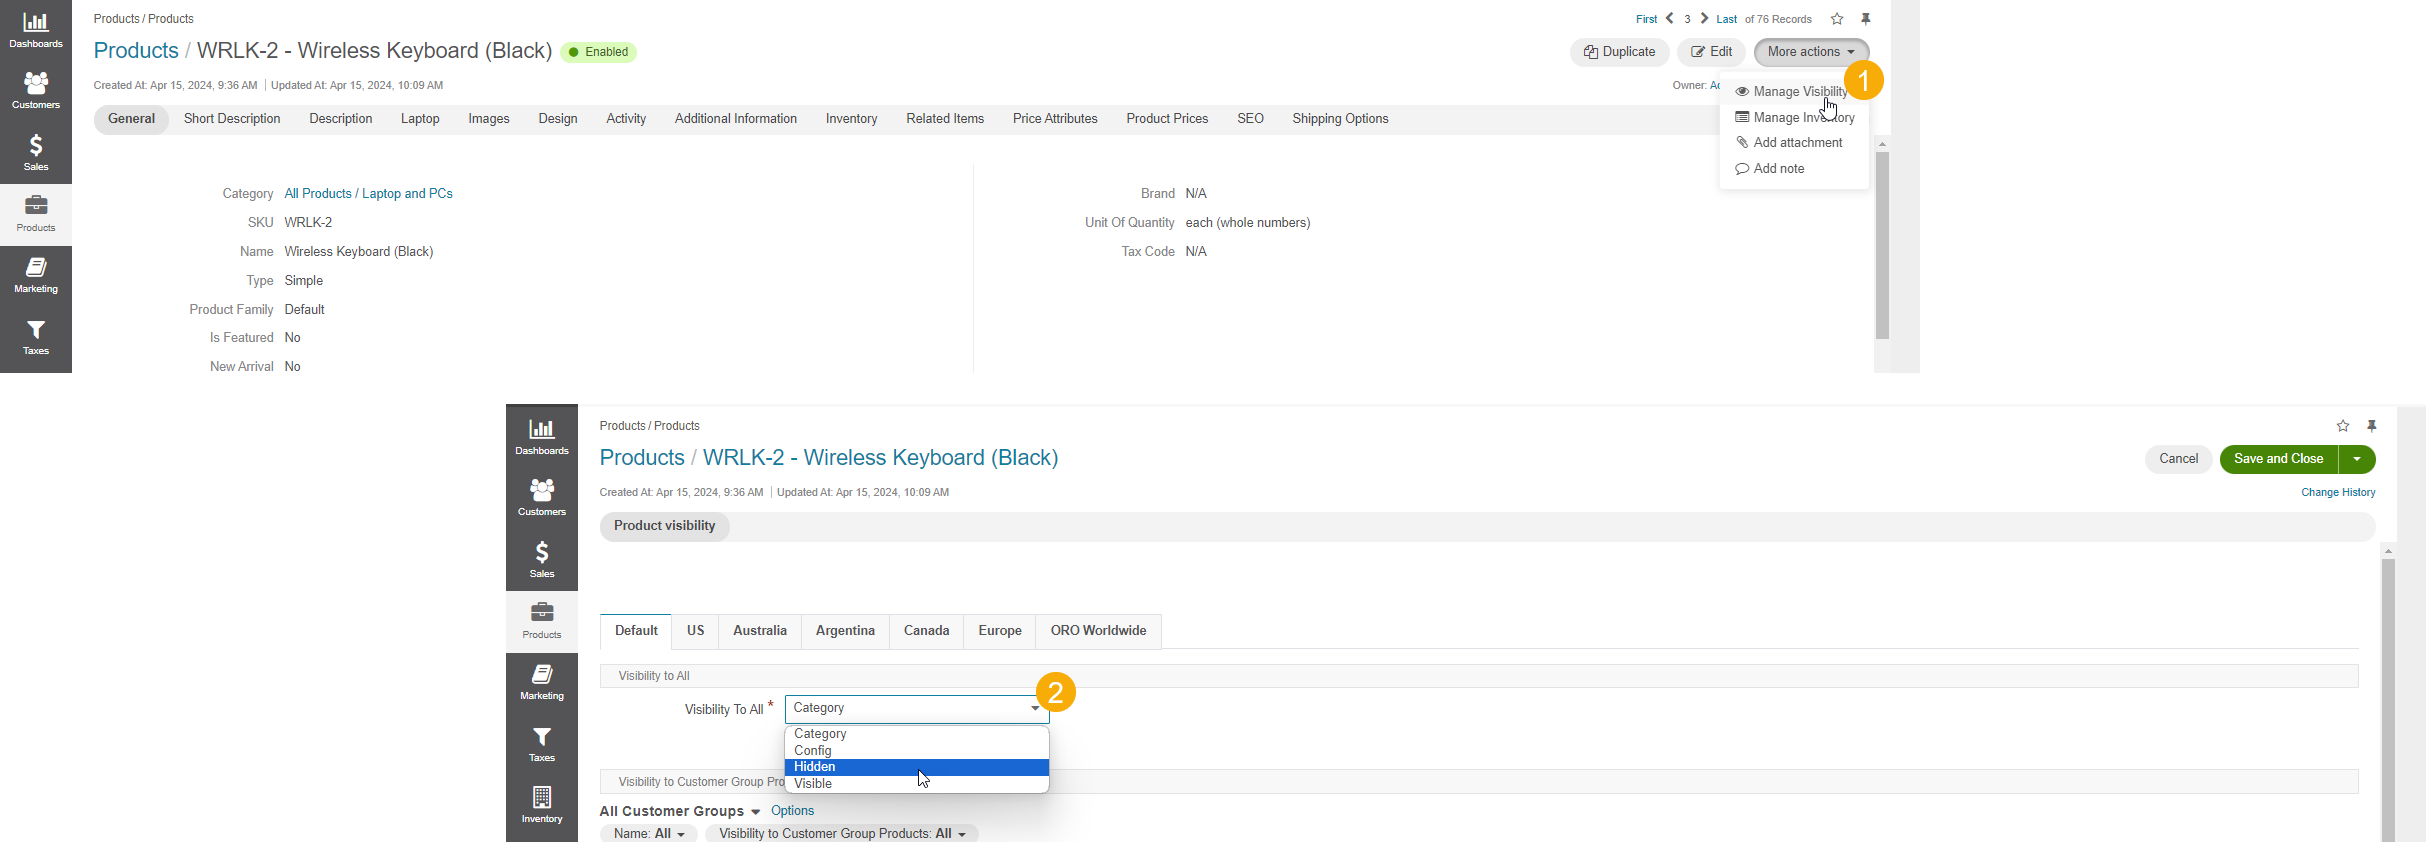 Dashboards
Customers
Sales
Products
Marketing
Taxes
Products / Products
First 3 Last of 76 Records
Products / WRLK-2 - Wireless Keyboard (Black) Enabled
Duplicate Edit More actions
Created At: Apr 15, 2024, 9:36 AM Updated At: Apr 15, 2024, 10:09 AM
Owner:
1
Manage Visibility
Manage Inventory
Add attachment
Add note
General Short Description Description Laptop Images Design Activity Additional Information Inventory Related Items Price Attributes Product Prices SEO Shipping Options
Category All Products / Laptop and PCs
SKU WRLK-2
Name Wireless Keyboard (Black)
Type Simple
Product Family Default
Is Featured No
New Arrival No
Brand N/A
Unit Of Quantity each (whole numbers)
Tax Code N/A
Dashboards
Customers
Sales
Products
Marketing
Taxes
Inventory
Products / Products
Products / WRLK-2 - Wireless Keyboard (Black)
Cancel Save and Close
Created At: Apr 15, 2024, 9:36 AM Updated At: Apr 15, 2024, 10:09 AM
Change History
Product visibility
Default US Australia Argentina Canada Europe ORO Worldwide
Visibility to All
2
Visibility To All * Category
Category
Config
Hidden
Visible
Visibility to Customer Group
All Customer Groups Options
Name: All Visibility to Customer Group Products: All